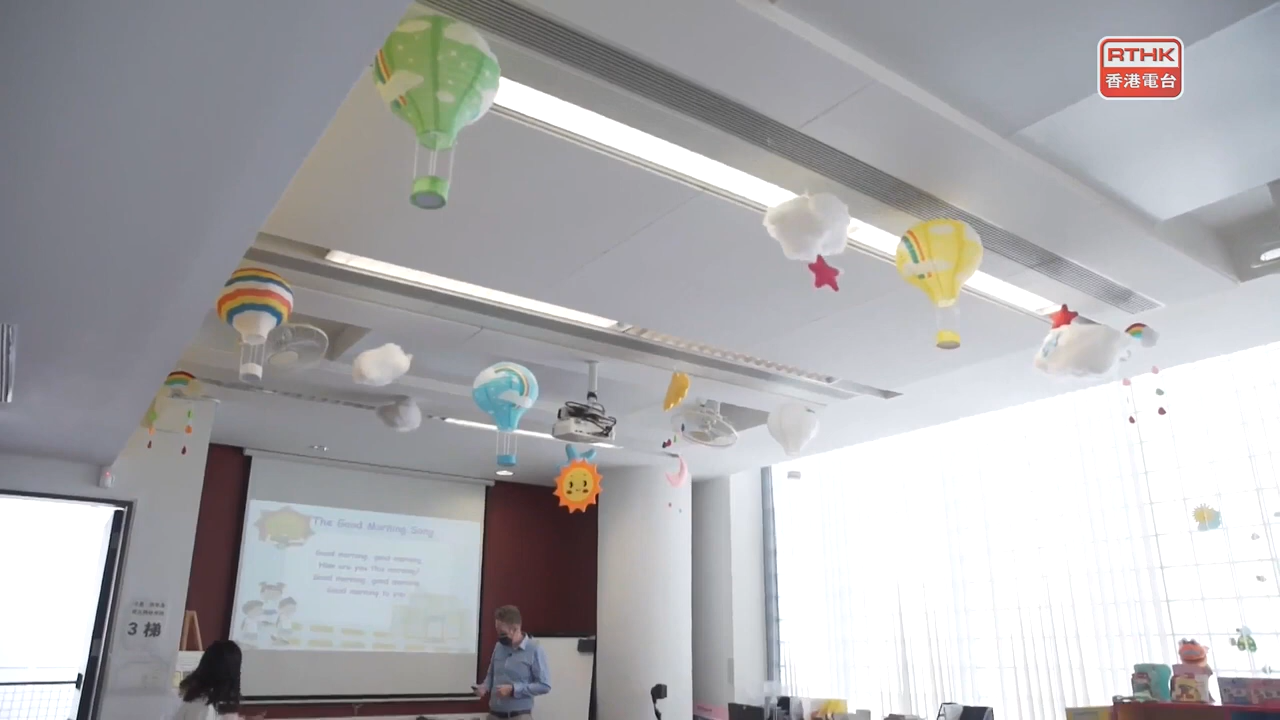 RTHK
香港電台
The Good Morning Song
Good morning, good morning,
How are you this morning?
Good morning, good morning,
Good morning to you
3 梯